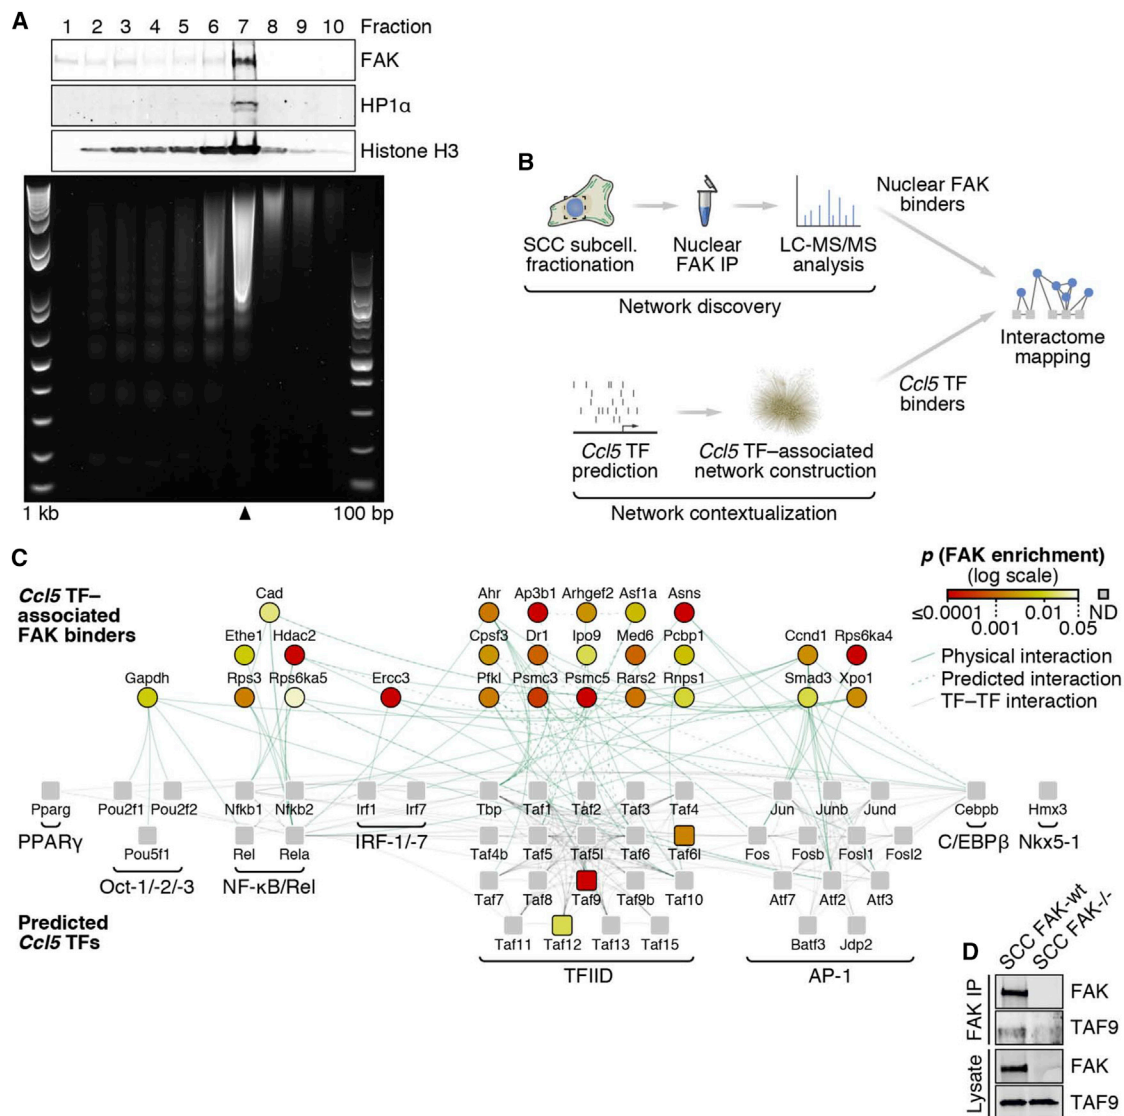 A
1 2 3 4 5 6 7 8 9 10 Fraction
FAK
HP1α
Histone H3
1 kb
100 bp
B
SCC subcell.
fractionation
Nuclear
FAK IP
LC-MS/MS
analysis
Network discovery
Nuclear FAK
binders
Interactome
mapping
Ccl5 TF
binders
Ccl5 TF
prediction
Ccl5 TF–associated
network construction
Network contextualization
C
Ccl5 TF–
associated
FAK binders
p (FAK enrichment)
(log scale)
≤0.0001 0.01 ND
0.001 0.05
Physical interaction
Predicted interaction
TF–TF interaction
Cad Ahr Ap3b1 Arhgef2 Asf1a Asns
Ethe1 Hdac2 Cpsf3 Dr1 Ipo9 Med6 Pcbp1 Ccnd1 Rps6ka4
Gapdh Rps3 Rps6ka5 Ercc3 Pfkl Psmc3 Psmc5 Rars2 Rnps1 Smad3 Xpo1
Pparg Pou2f1 Pou2f2 Nfkb1 Nfkb2 Irf1 Irf7 Tbp Taf1 Taf2 Taf3 Taf4 Jun Junb Jund Cebpb Hmx3
PPARγ IRF-1/-7 C/EBPβ Nkx5-1
Pou5f1 Rel Rela Taf4b Taf5 Taf5l Taf6 Taf6l Fos Fosb Fosl1 Fosl2
Oct-1/-2/-3 NF-κB/Rel
Taf7 Taf8 Taf9 Taf9b Taf10 Atf7 Atf2 Atf3
Predicted
Ccl5 TFs
Taf11 Taf12 Taf13 Taf15 Batf3 Jdp2
TFIID AP-1
D
SCC FAK-wt
SCC FAK-/-
FAK IP
FAK
TAF9
Lysate
FAK
TAF9